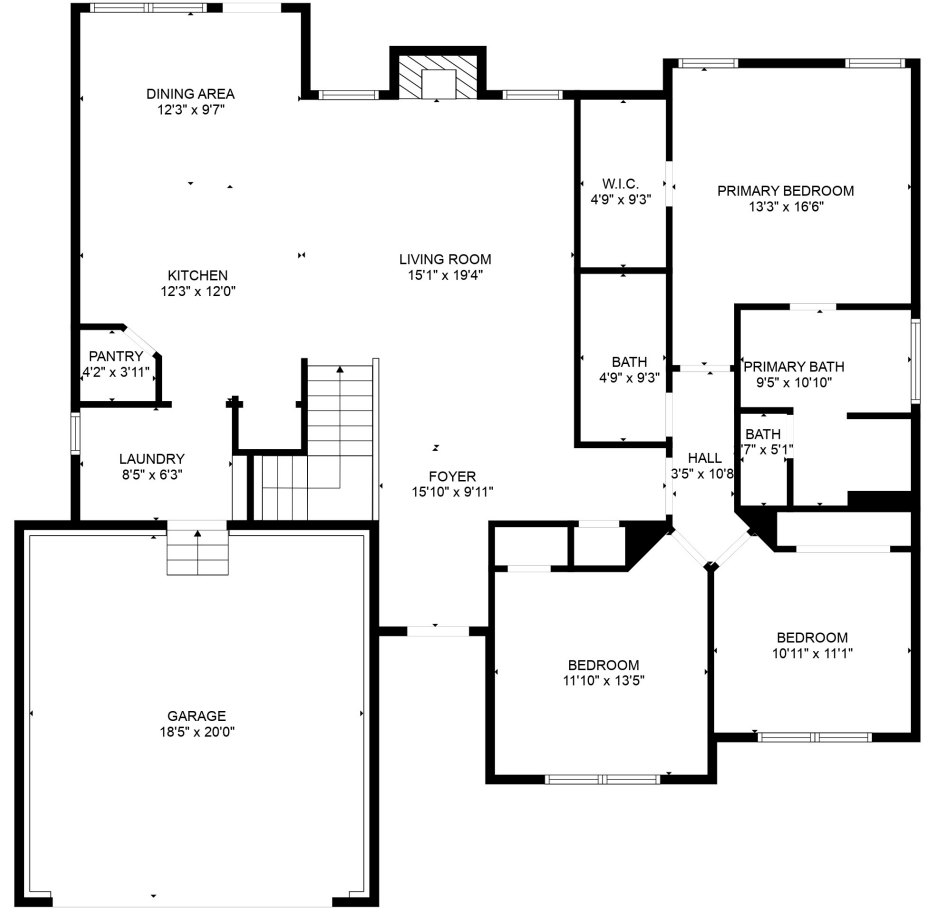 DINING AREA
12'3" x 9'7"
W.I.C.
4'9" x 9'3"
PRIMARY BEDROOM
13'3" x 16'6"
LIVING ROOM
15'1" x 19'4"
KITCHEN
12'3" x 12'0"
PANTRY
4'2" x 3'11"
BATH
4'9" x 9'3"
PRIMARY BATH
9'5" x 10'10"
BATH
'7" x 5'1"
LAUNDRY
8'5" x 6'3"
HALL
3'5" x 10'8
FOYER
15'10" x 9'11"
BEDROOM
10'11" x 11'1"
BEDROOM
11'10" x 13'5"
GARAGE
18'5" x 20'0"